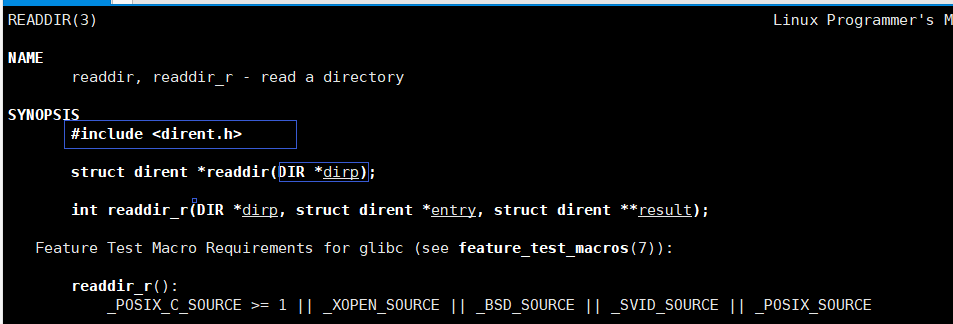 READDIR(3) Linux Programmer's M
NAME
readdir, readdir_r - read a directory
SYNOPSIS
#include <dirent.h>
struct dirent *readdir(DIR *dirp);
int readdir_r(DIR *dirp, struct dirent *entry, struct dirent **result);
Feature Test Macro Requirements for glibc (see feature_test_macros(7)):
readdir_r():
_POSIX_C_SOURCE >= 1 || _XOPEN_SOURCE || _BSD_SOURCE || _SVID_SOURCE || _POSIX_SOURCE